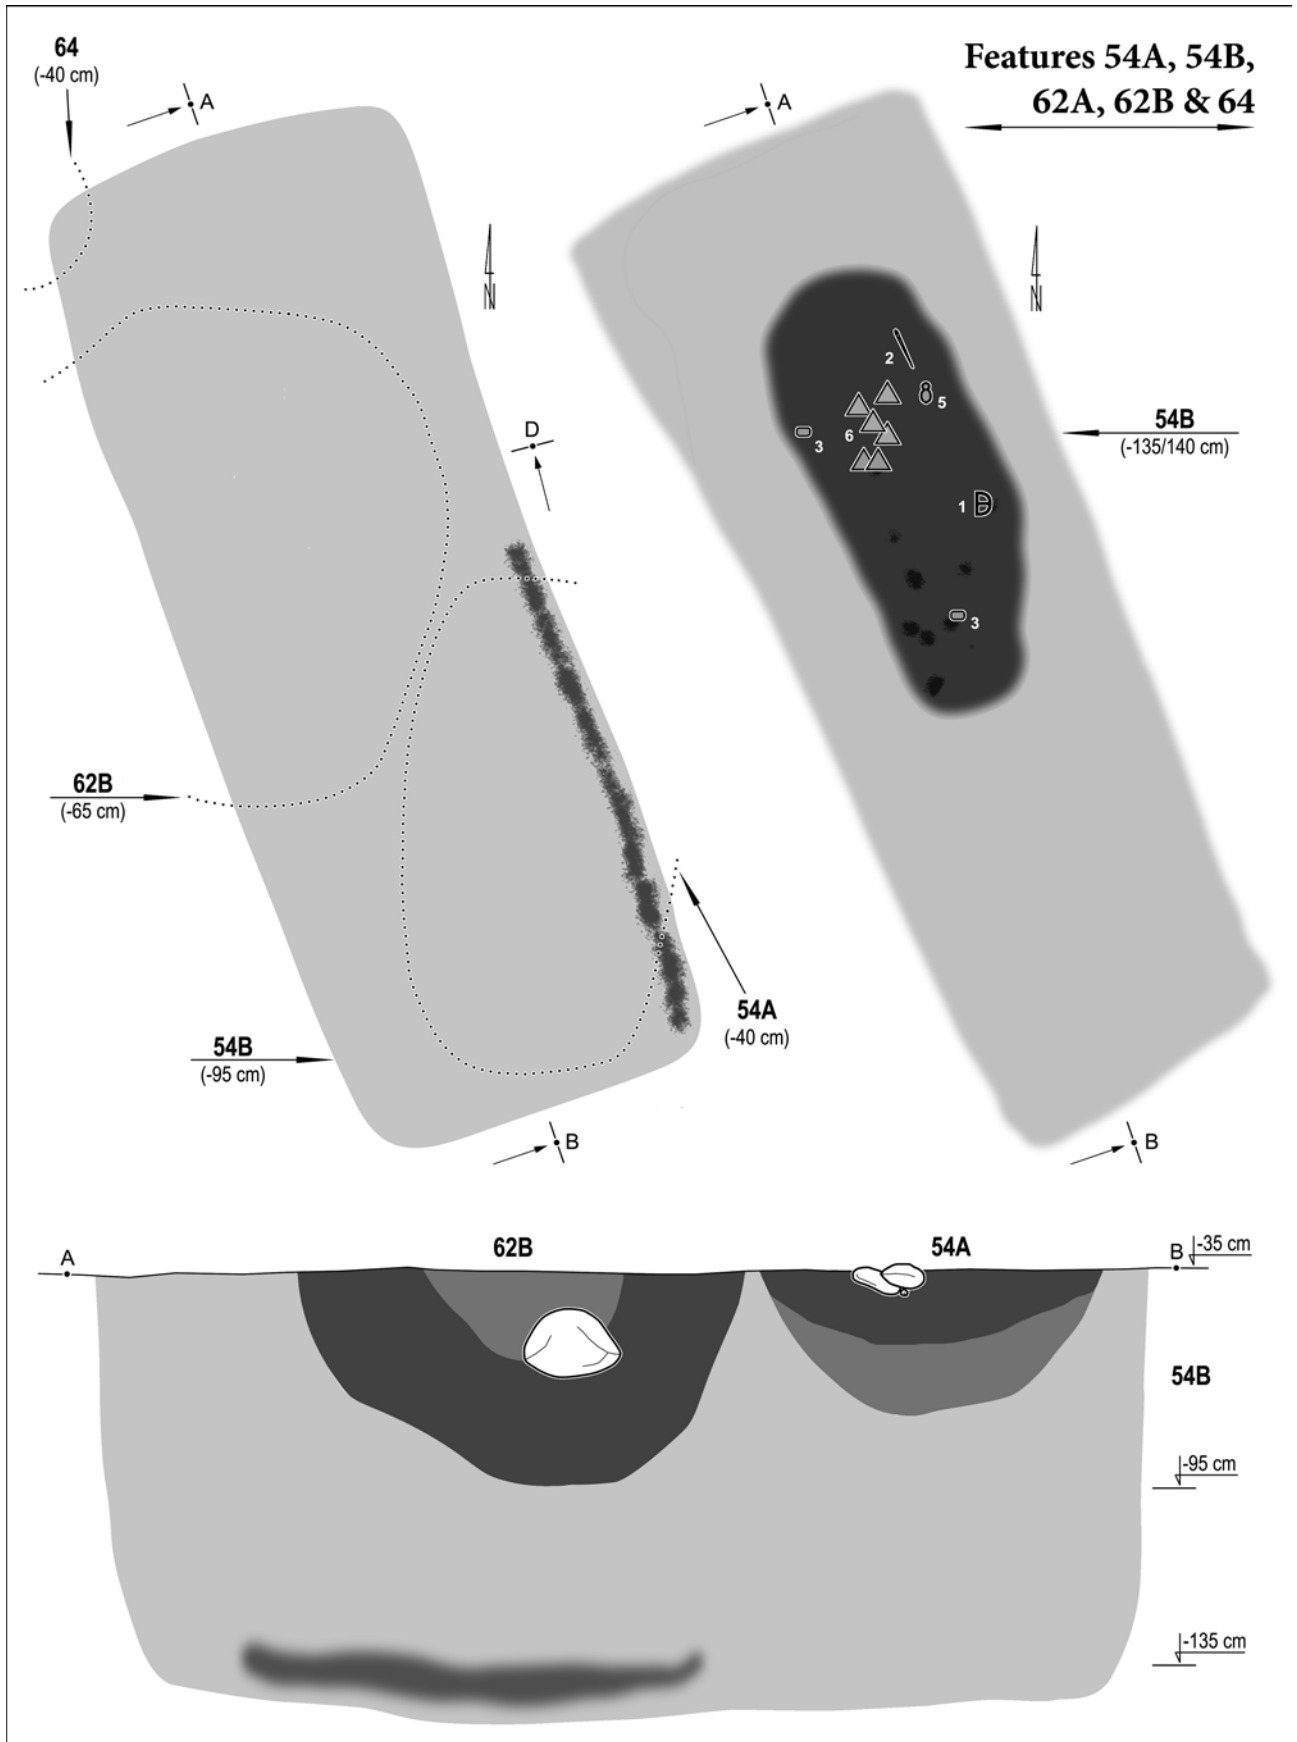 Features 54A, 54B,
62A, 62B & 64
64
(-40 cm)
A
A
N
N
D
2
5
3
6
1
3
54B
(-135/140 cm)
62B
(-65 cm)
54A
(-40 cm)
54B
(-95 cm)
B
B
A
62B
54A
B
-35 cm
54B
-95 cm
-135 cm